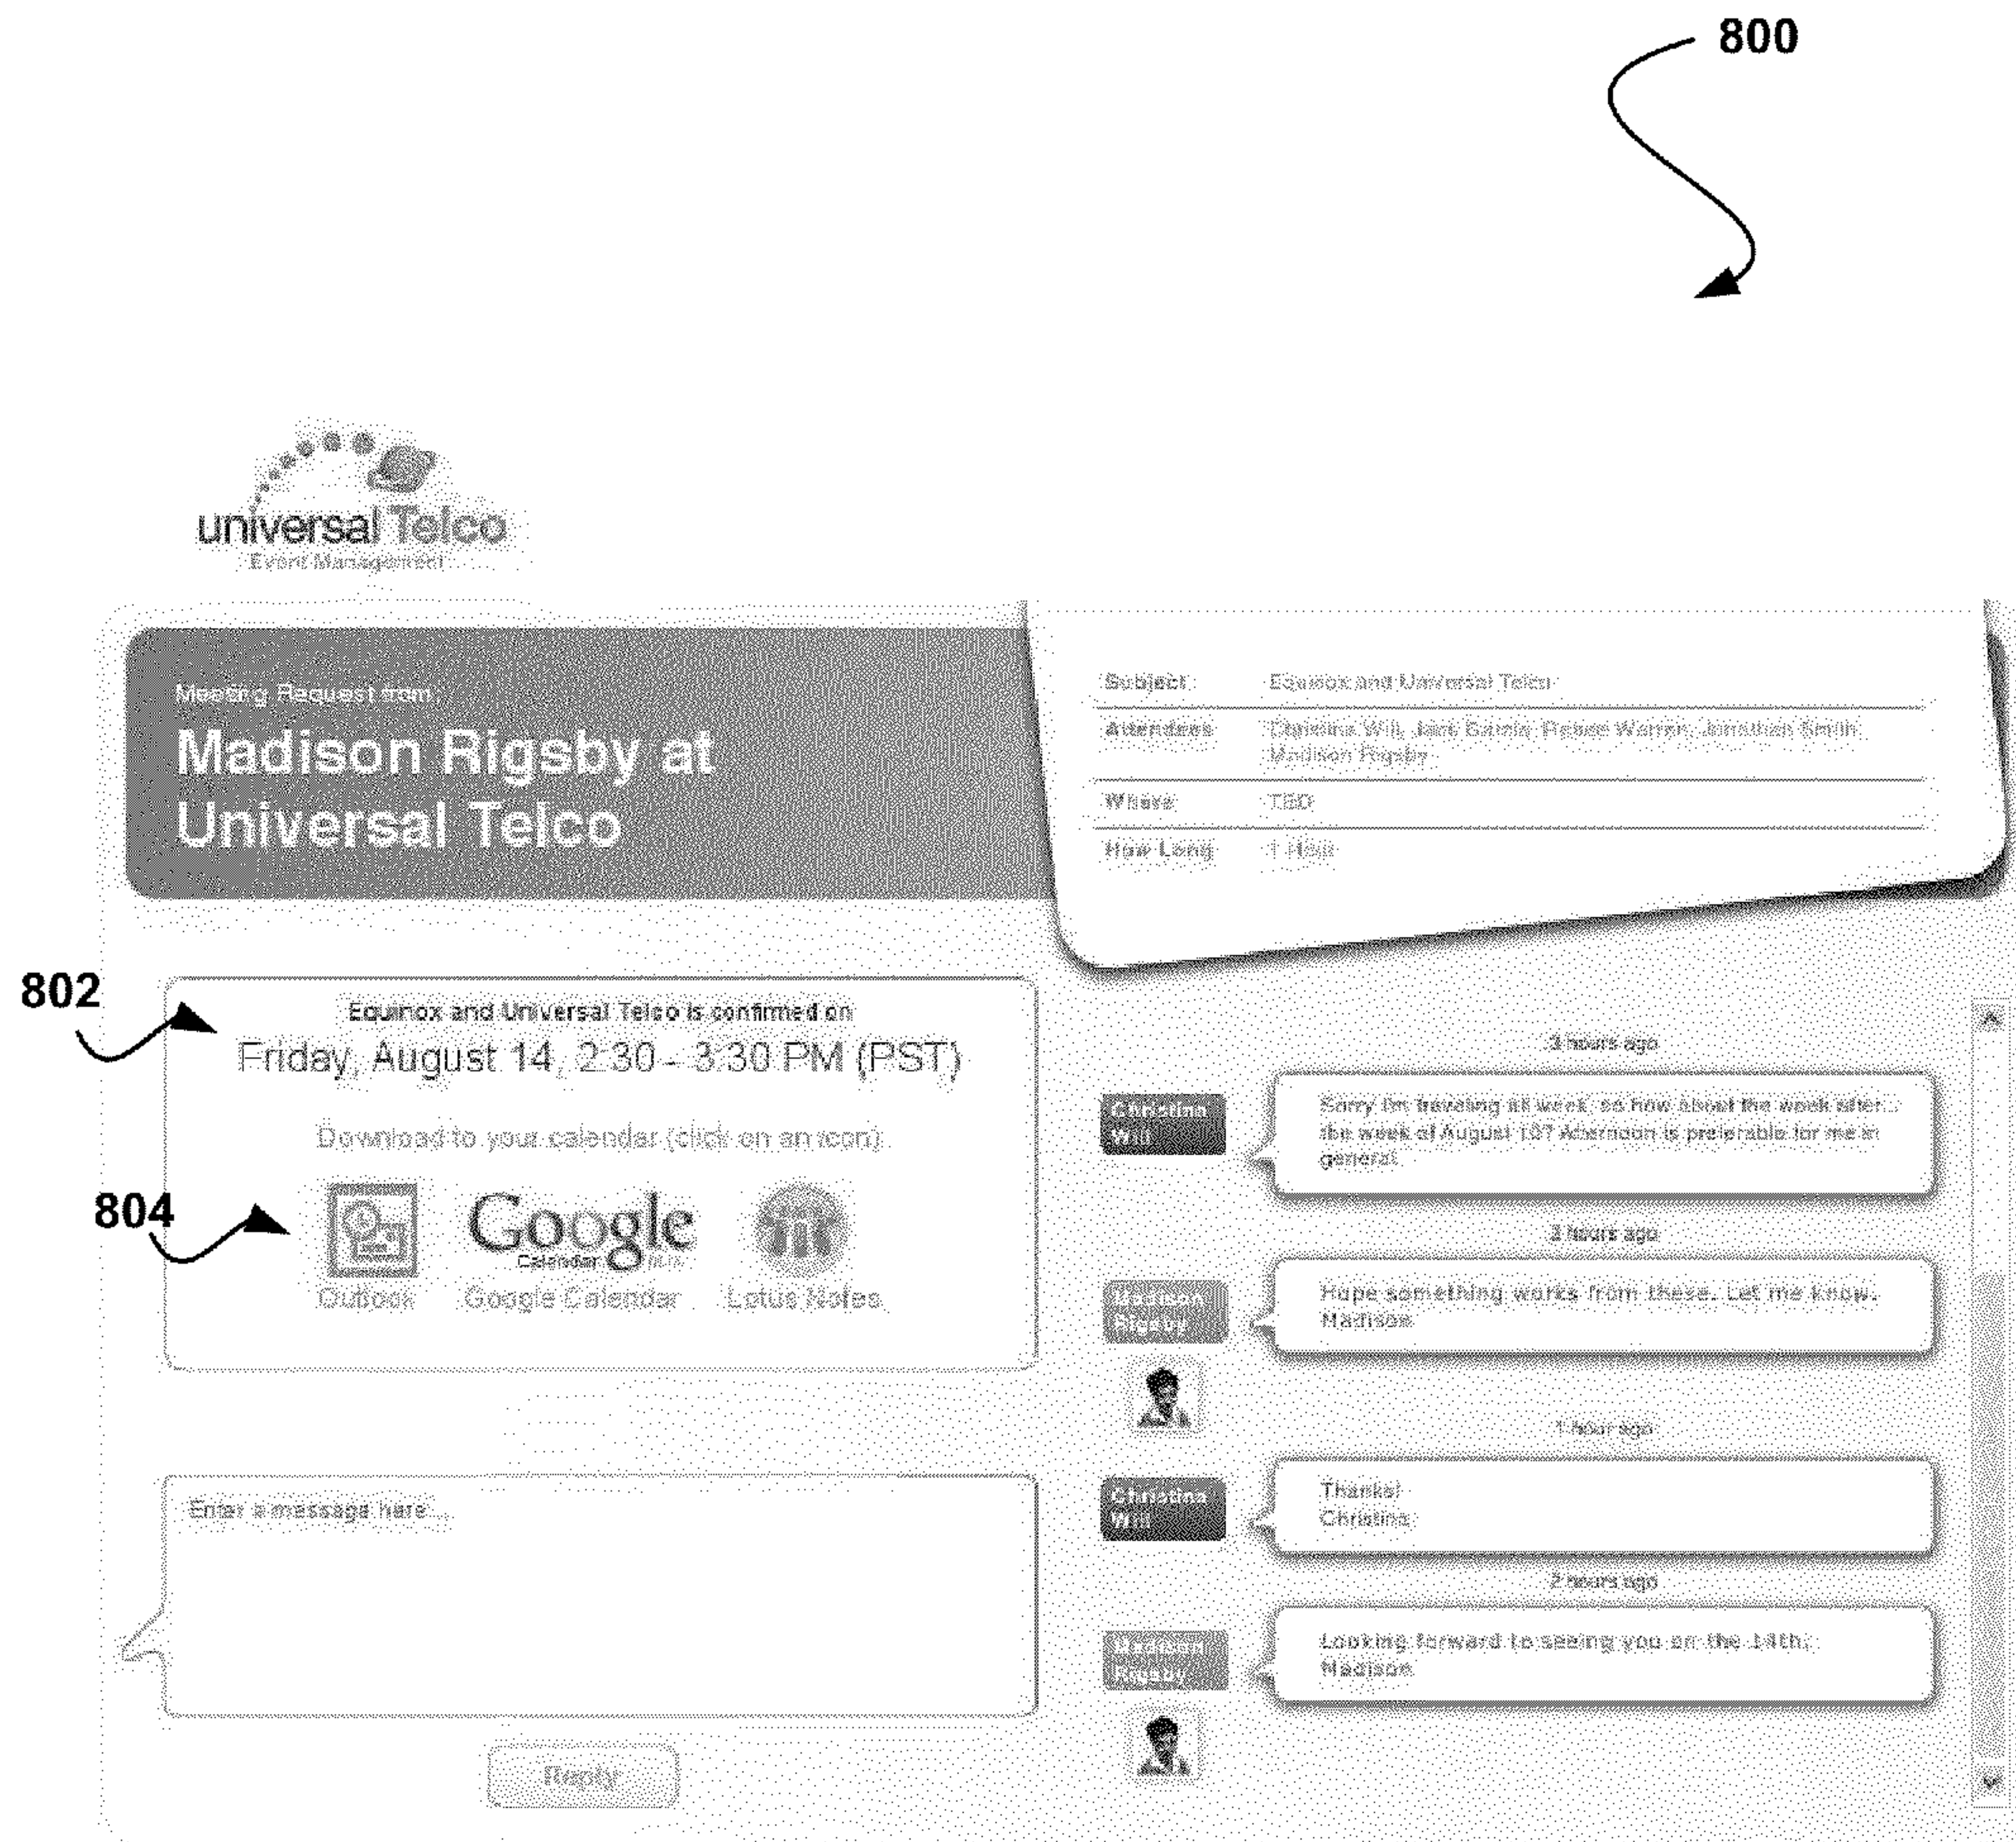 800
universal Telco
Event Management
Meeting Request from
Madison Rigsby at
Universal Telco
Subject Equinox and Universal Telco
Attendees Christina Will, Jonathan Smith,
Madison Rigsby
Where TBD
How Long 1 Hour
802
Equinox and Universal Telco is confirmed on
Friday, August 14, 2:30 - 3:30 PM (PST)
Download to your calendar (click on an icon)
804
Google
Calendar
Outlook Google Calendar Lotus Notes
Enter a message here...
Reply
3 hours ago
Christina
Will
Sorry I'm traveling all week, so how about the week after...
the week of August 10? Afternoon is preferable for me in
general.
3 hours ago
Madison
Rigsby
Hope something works from these. Let me know.
Madison
1 hour ago
Christina
Will
Thanks!
Christina
2 hours ago
Madison
Rigsby
Looking forward to seeing you on the 14th.
Madison